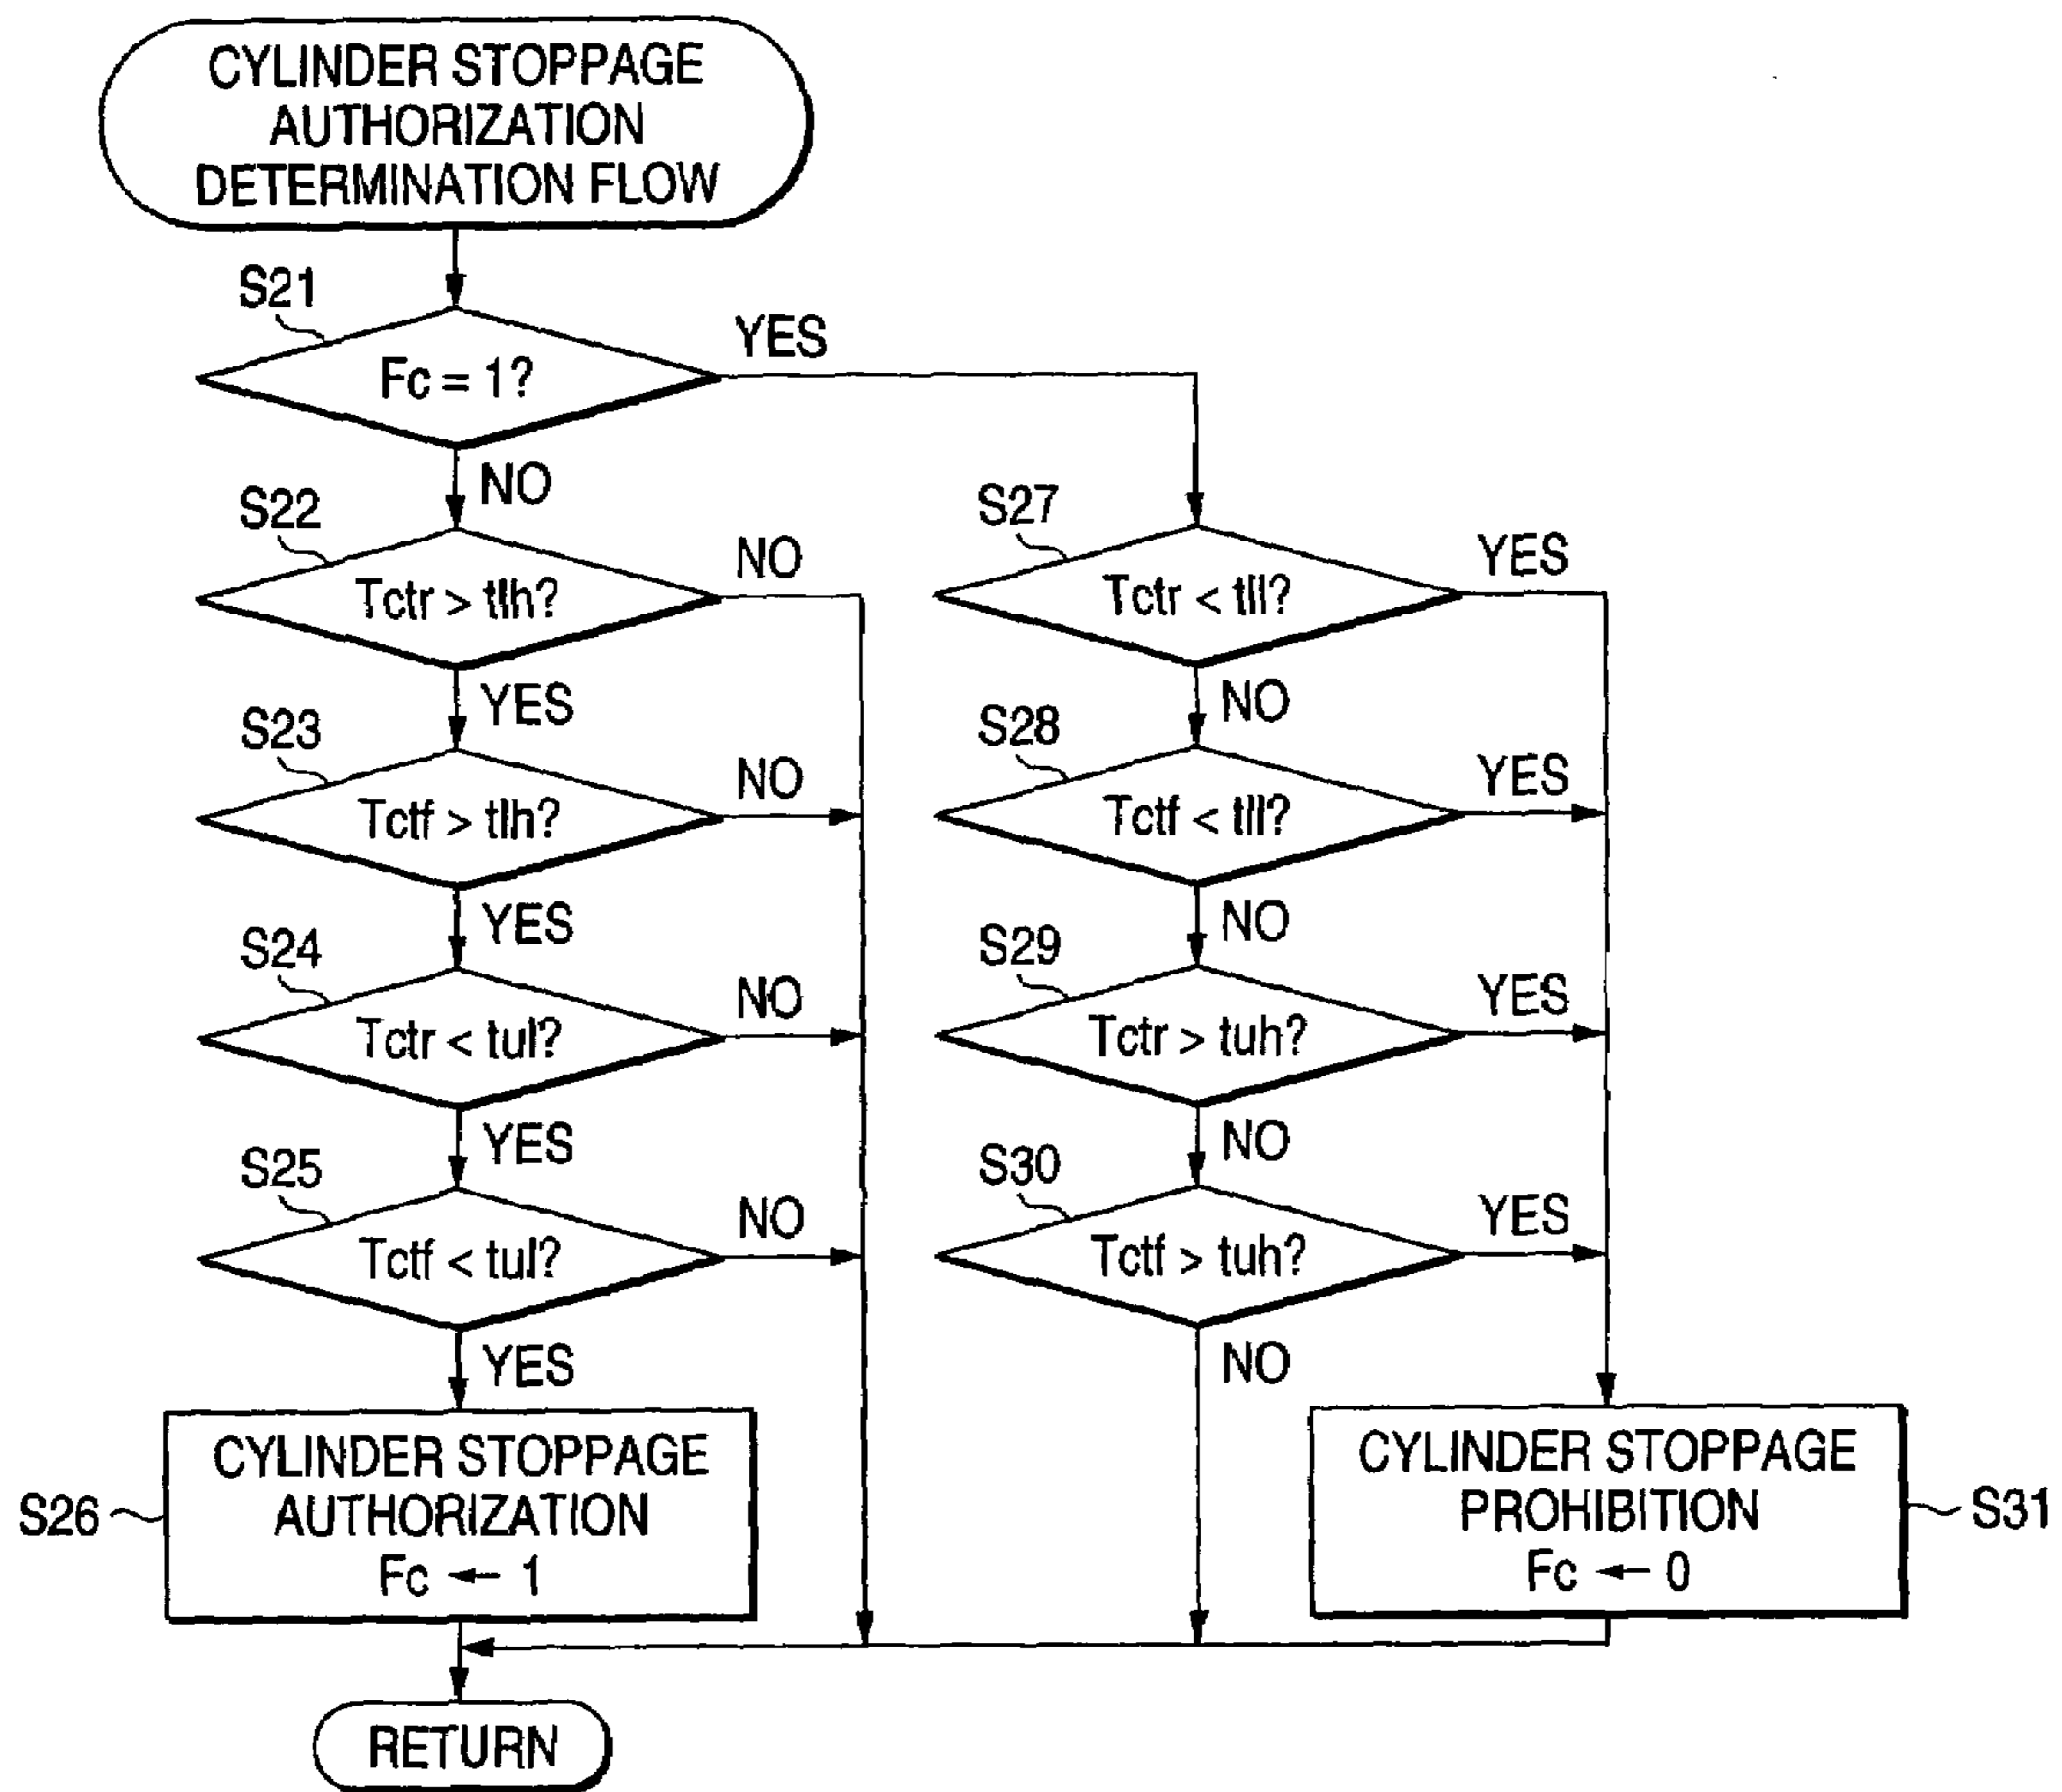 CYLINDER STOPPAGE
AUTHORIZATION
DETERMINATION FLOW
S21
Fc = 1?
YES
NO
S22
Tctr > tlh?
NO
YES
S23
Tctf > tlh?
NO
YES
S24
Tctr < tul?
NO
YES
S25
Tctf < tul?
NO
YES
S26
CYLINDER STOPPAGE
AUTHORIZATION
Fc ← 1
S27
Tctr < tll?
YES
NO
S28
Tctf < tll?
YES
NO
S29
Tctr > tuh?
YES
NO
S30
Tctf > tuh?
YES
NO
CYLINDER STOPPAGE
PROHIBITION
Fc ← 0
S31
RETURN